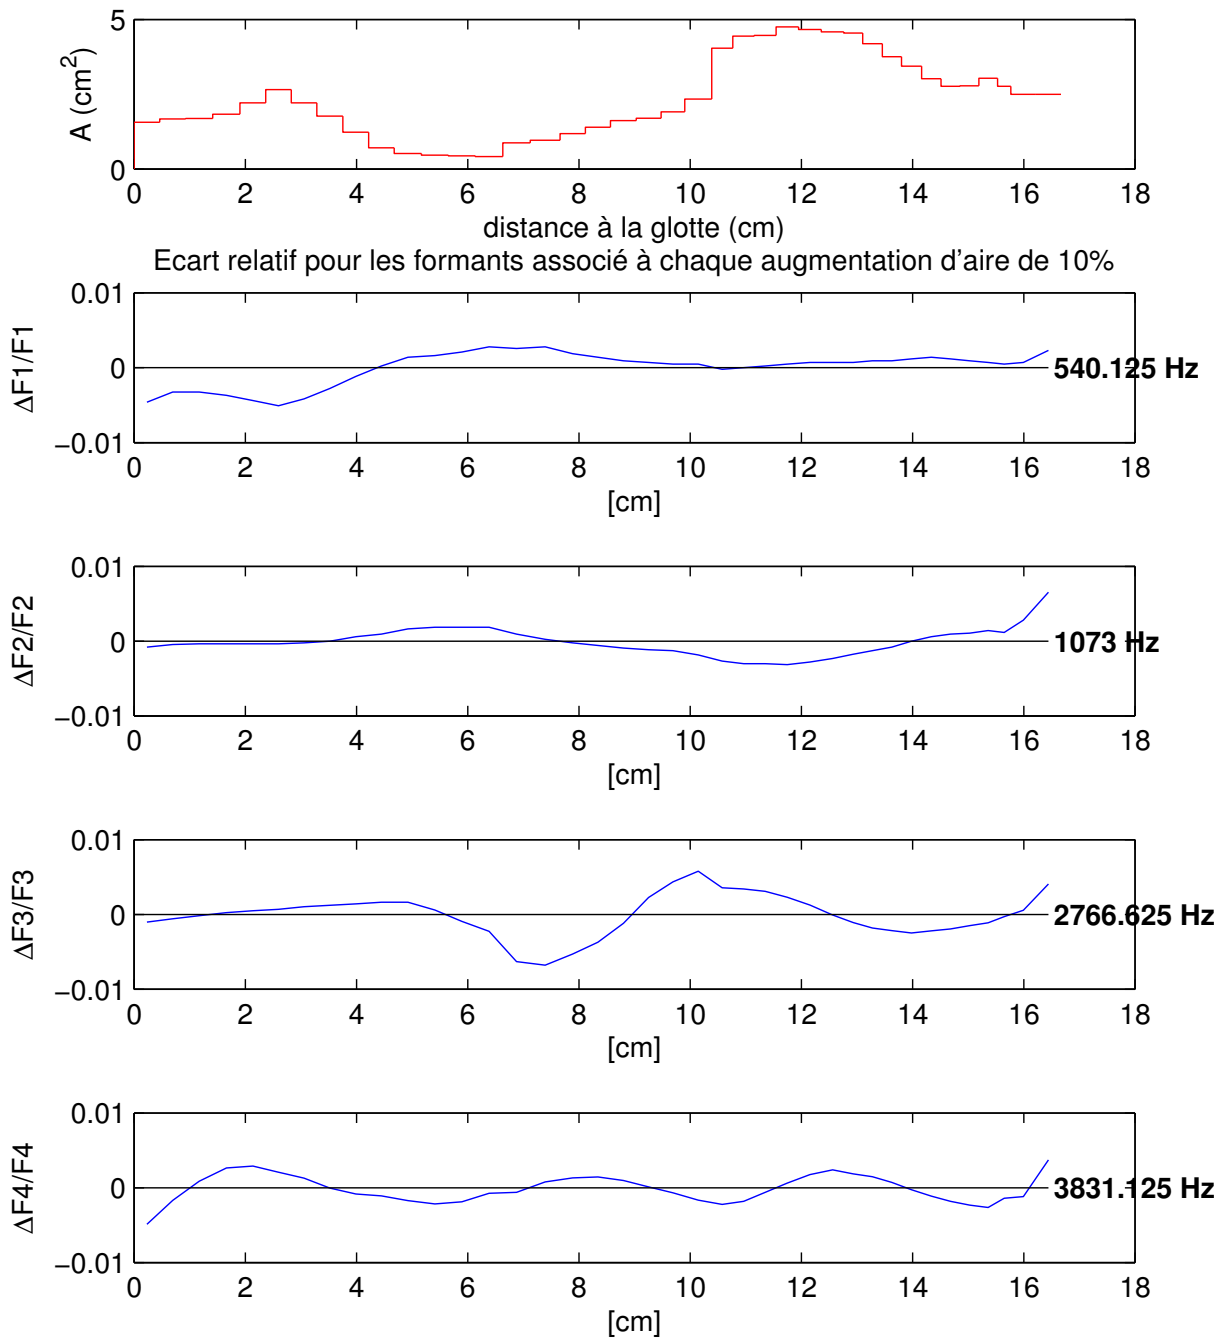 5
A (cm²)
0
0 2 4 6 8 10 12 14 16 18
distance à la glotte (cm)
Ecart relatif pour les formants associé à chaque augmentation d'aire de 10%
0.01
ΔF1/F1
0
540.125 Hz
−0.01
0 2 4 6 8 10 12 14 16 18
[cm]
0.01
ΔF2/F2
0
1073 Hz
−0.01
0 2 4 6 8 10 12 14 16 18
[cm]
0.01
ΔF3/F3
0
2766.625 Hz
−0.01
0 2 4 6 8 10 12 14 16 18
[cm]
0.01
ΔF4/F4
0
3831.125 Hz
−0.01
0 2 4 6 8 10 12 14 16 18
[cm]